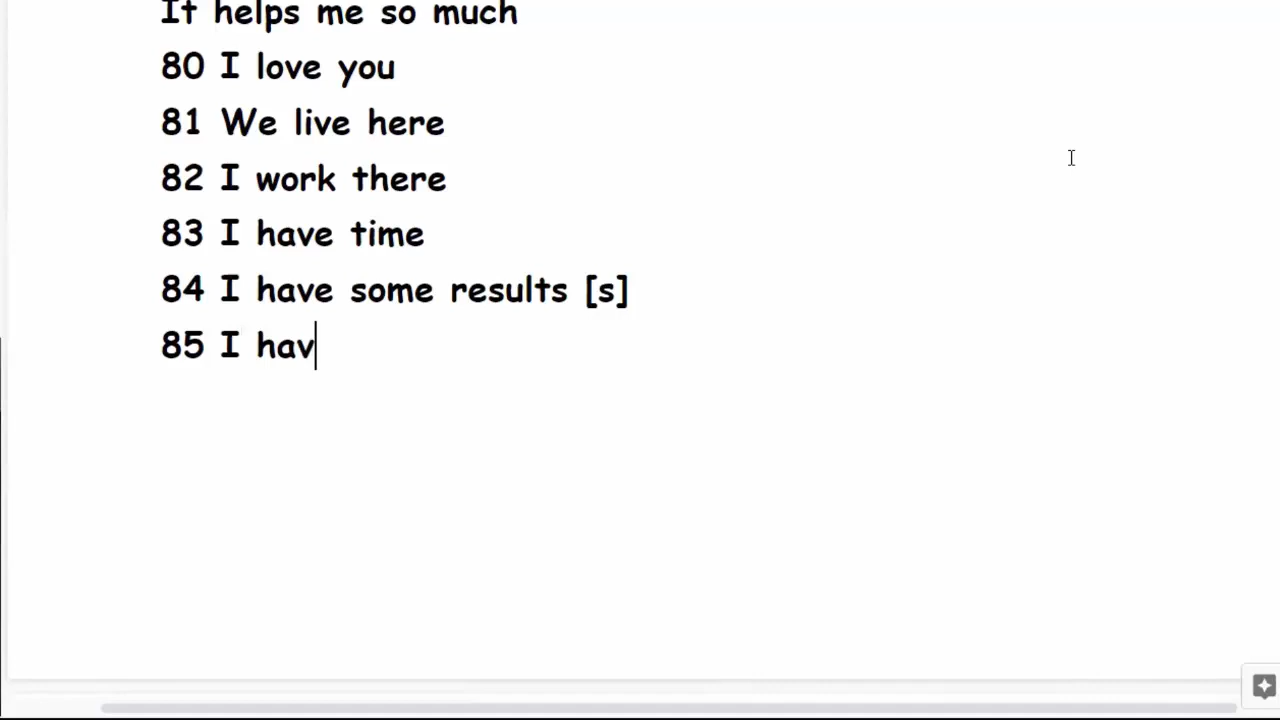 It helps me so much
80 I love you
81 We live here
82 I work there
83 I have time
84 I have some results [s]
85 I hav